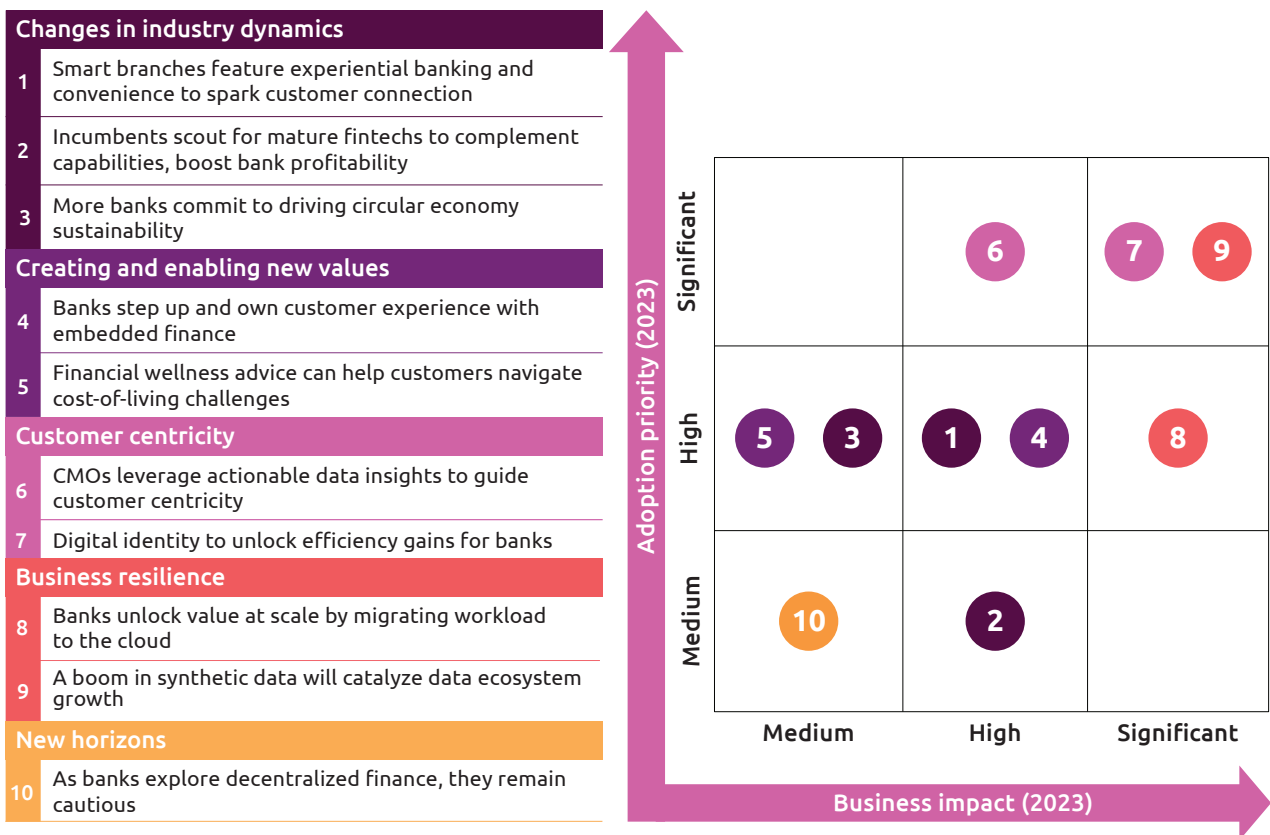 Changes in industry dynamics
1
Smart branches feature experiential banking and
convenience to spark customer connection
2
Incumbents scout for mature fintechs to complement
capabilities, boost bank profitability
3
More banks commit to driving circular economy
sustainability
Creating and enabling new values
4
Banks step up and own customer experience with
embedded finance
5
Financial wellness advice can help customers navigate
cost-of-living challenges
Customer centricity
6
CMOs leverage actionable data insights to guide
customer centricity
7
Digital identity to unlock efficiency gains for banks
Business resilience
8
Banks unlock value at scale by migrating workload
to the cloud
9
A boom in synthetic data will catalyze data ecosystem
growth
New horizons
10
As banks explore decentralized finance, they remain
cautious
Adoption priority (2023)
Significant
6 7 9
High
5 3 1 4 8
Medium
10 2
Medium High Significant
Business impact (2023)